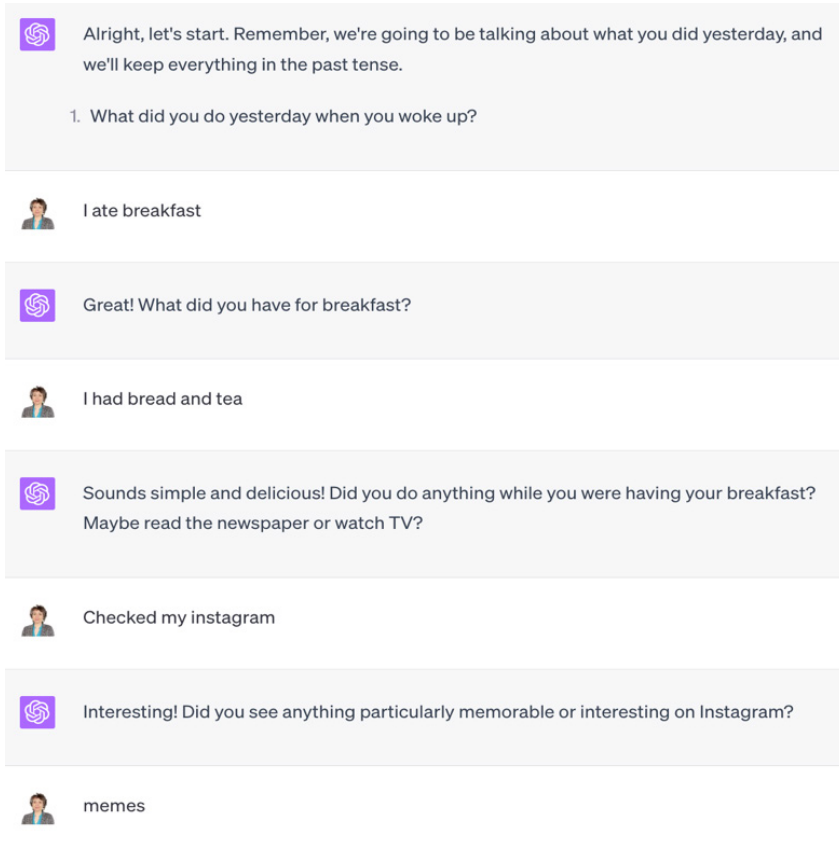 Alright, let's start. Remember, we're going to be talking about what you did yesterday, and
we'll keep everything in the past tense.
1. What did you do yesterday when you woke up?
I ate breakfast
Great! What did you have for breakfast?
I had bread and tea
Sounds simple and delicious! Did you do anything while you were having your breakfast?
Maybe read the newspaper or watch TV?
Checked my instagram
Interesting! Did you see anything particularly memorable or interesting on Instagram?
memes